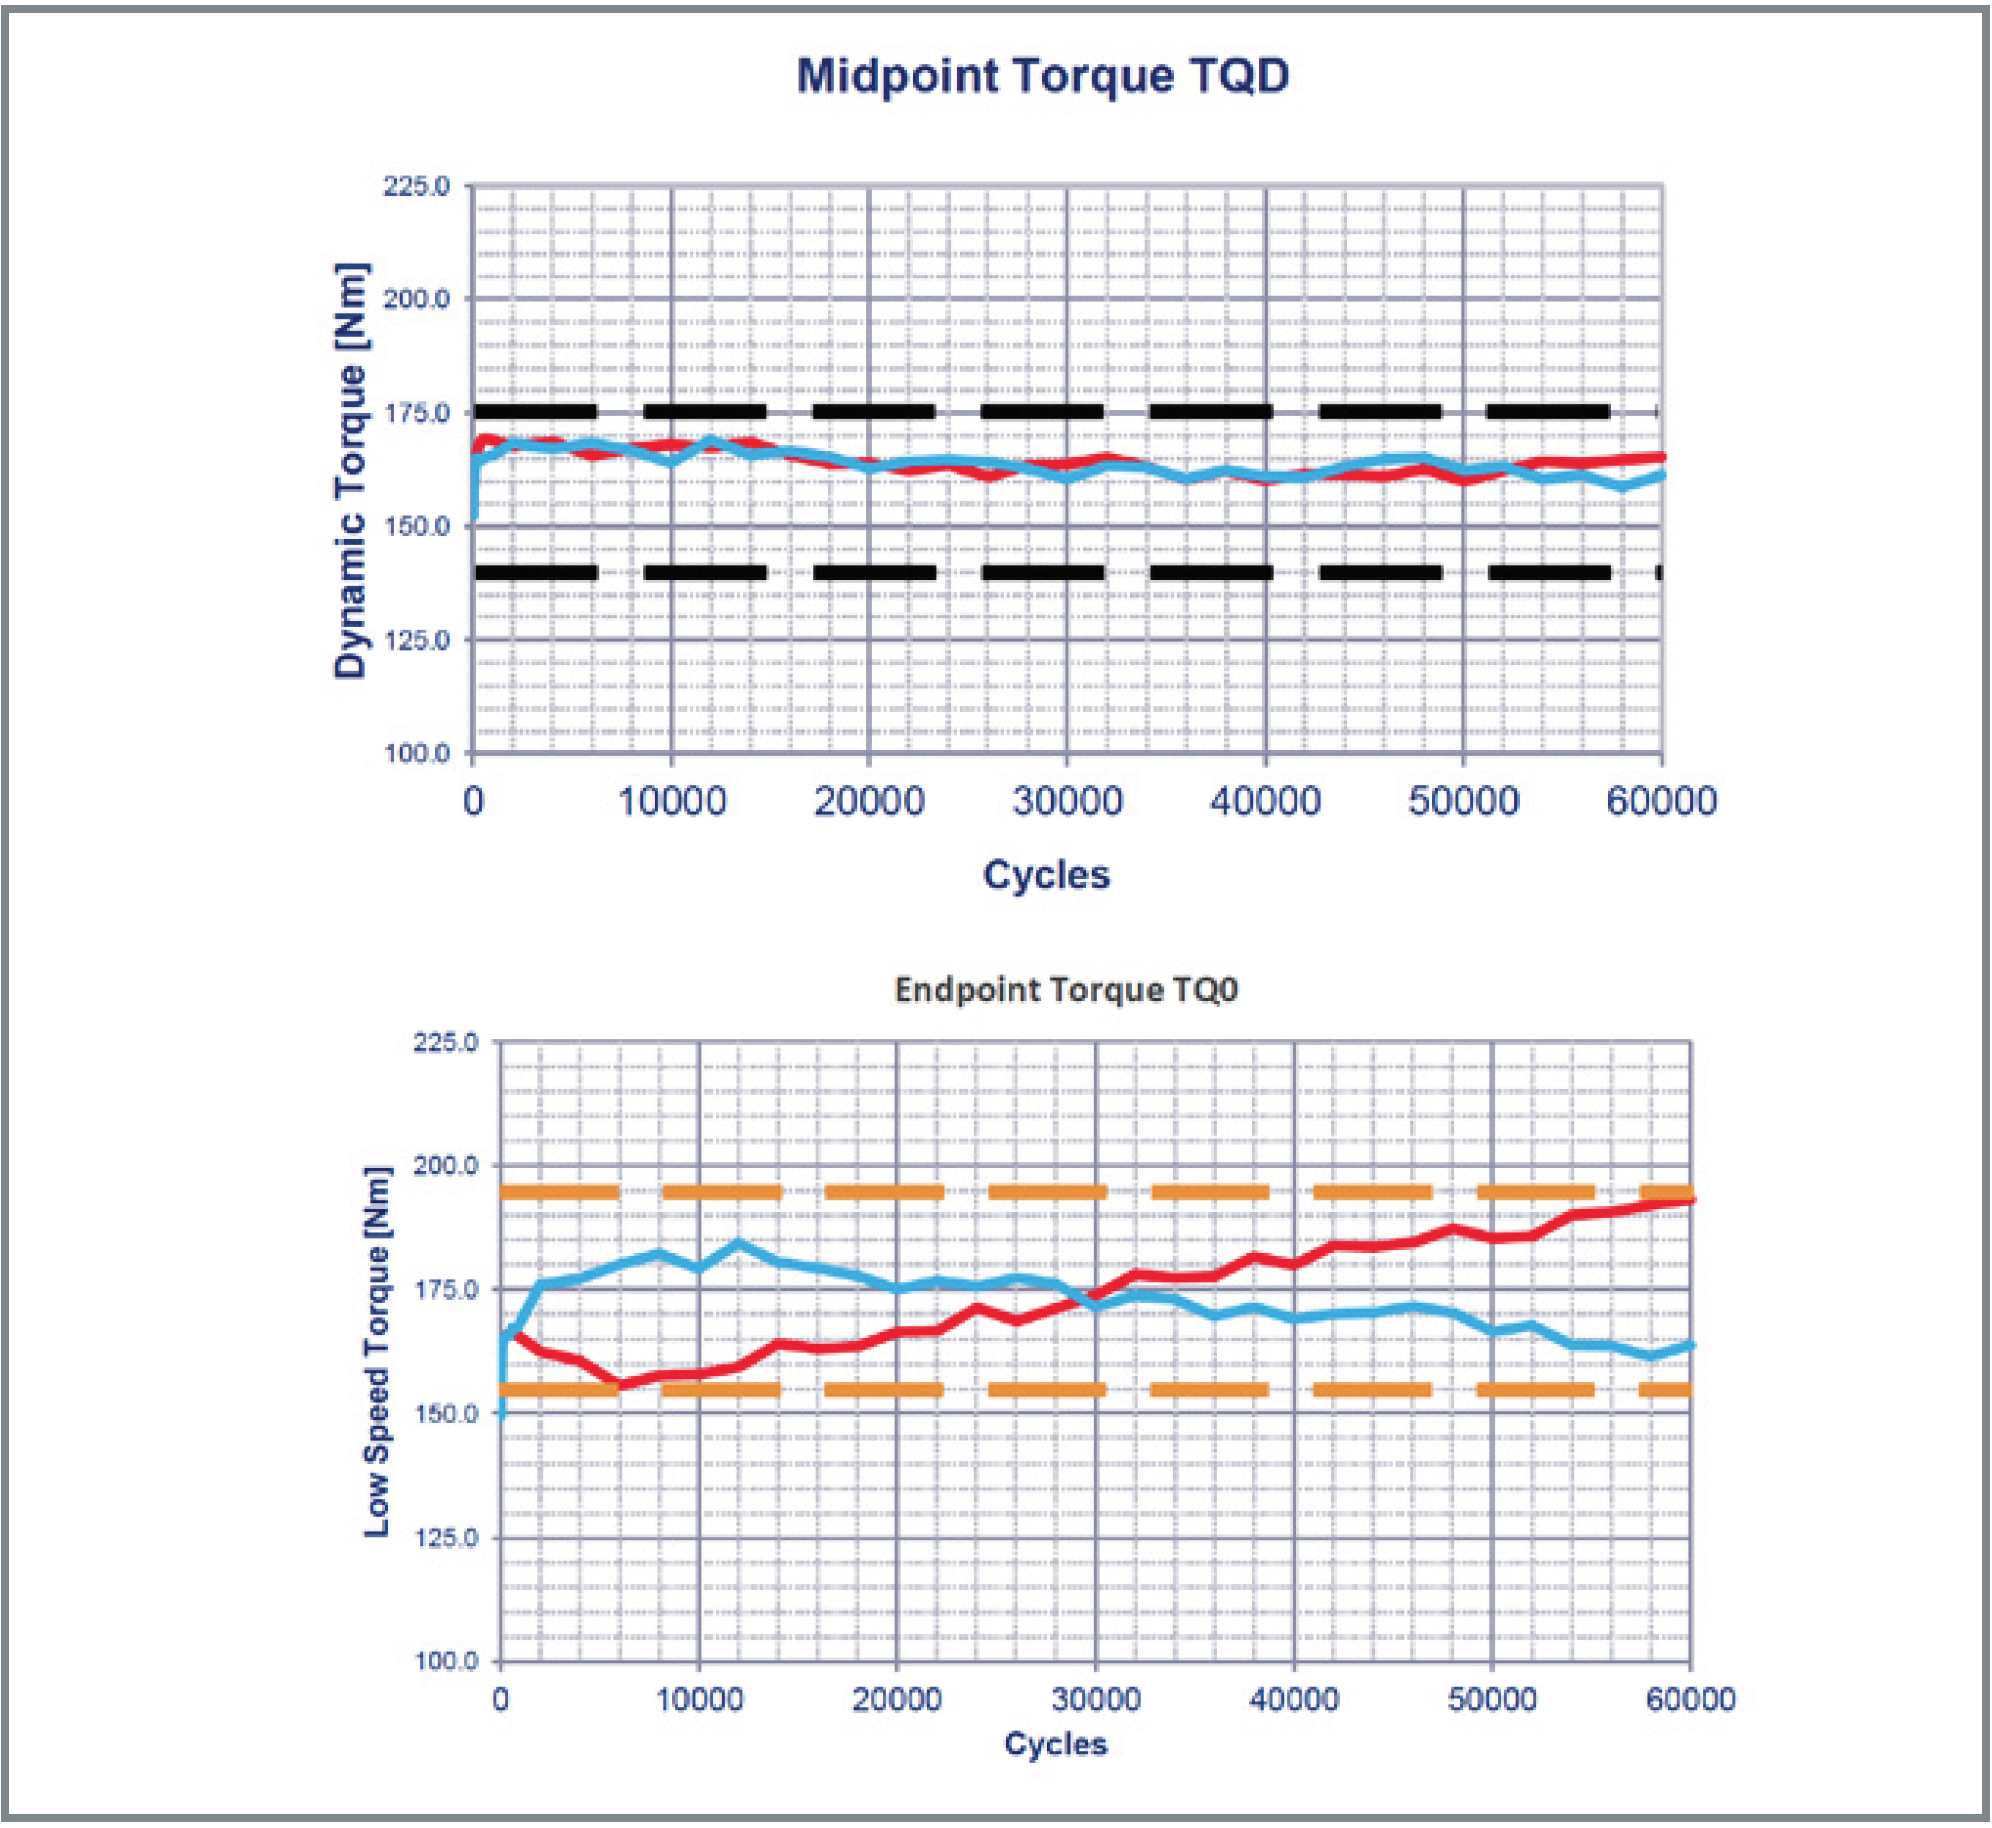 Midpoint Torque TQD
Dynamic Torque [Nm]
225.0
200.0
175.0
150.0
125.0
100.0
0 10000 20000 30000 40000 50000 60000
Cycles
Endpoint Torque TQ0
Low Speed Torque [Nm]
225.0
200.0
175.0
150.0
125.0
100.0
0 10000 20000 30000 40000 50000 60000
Cycles